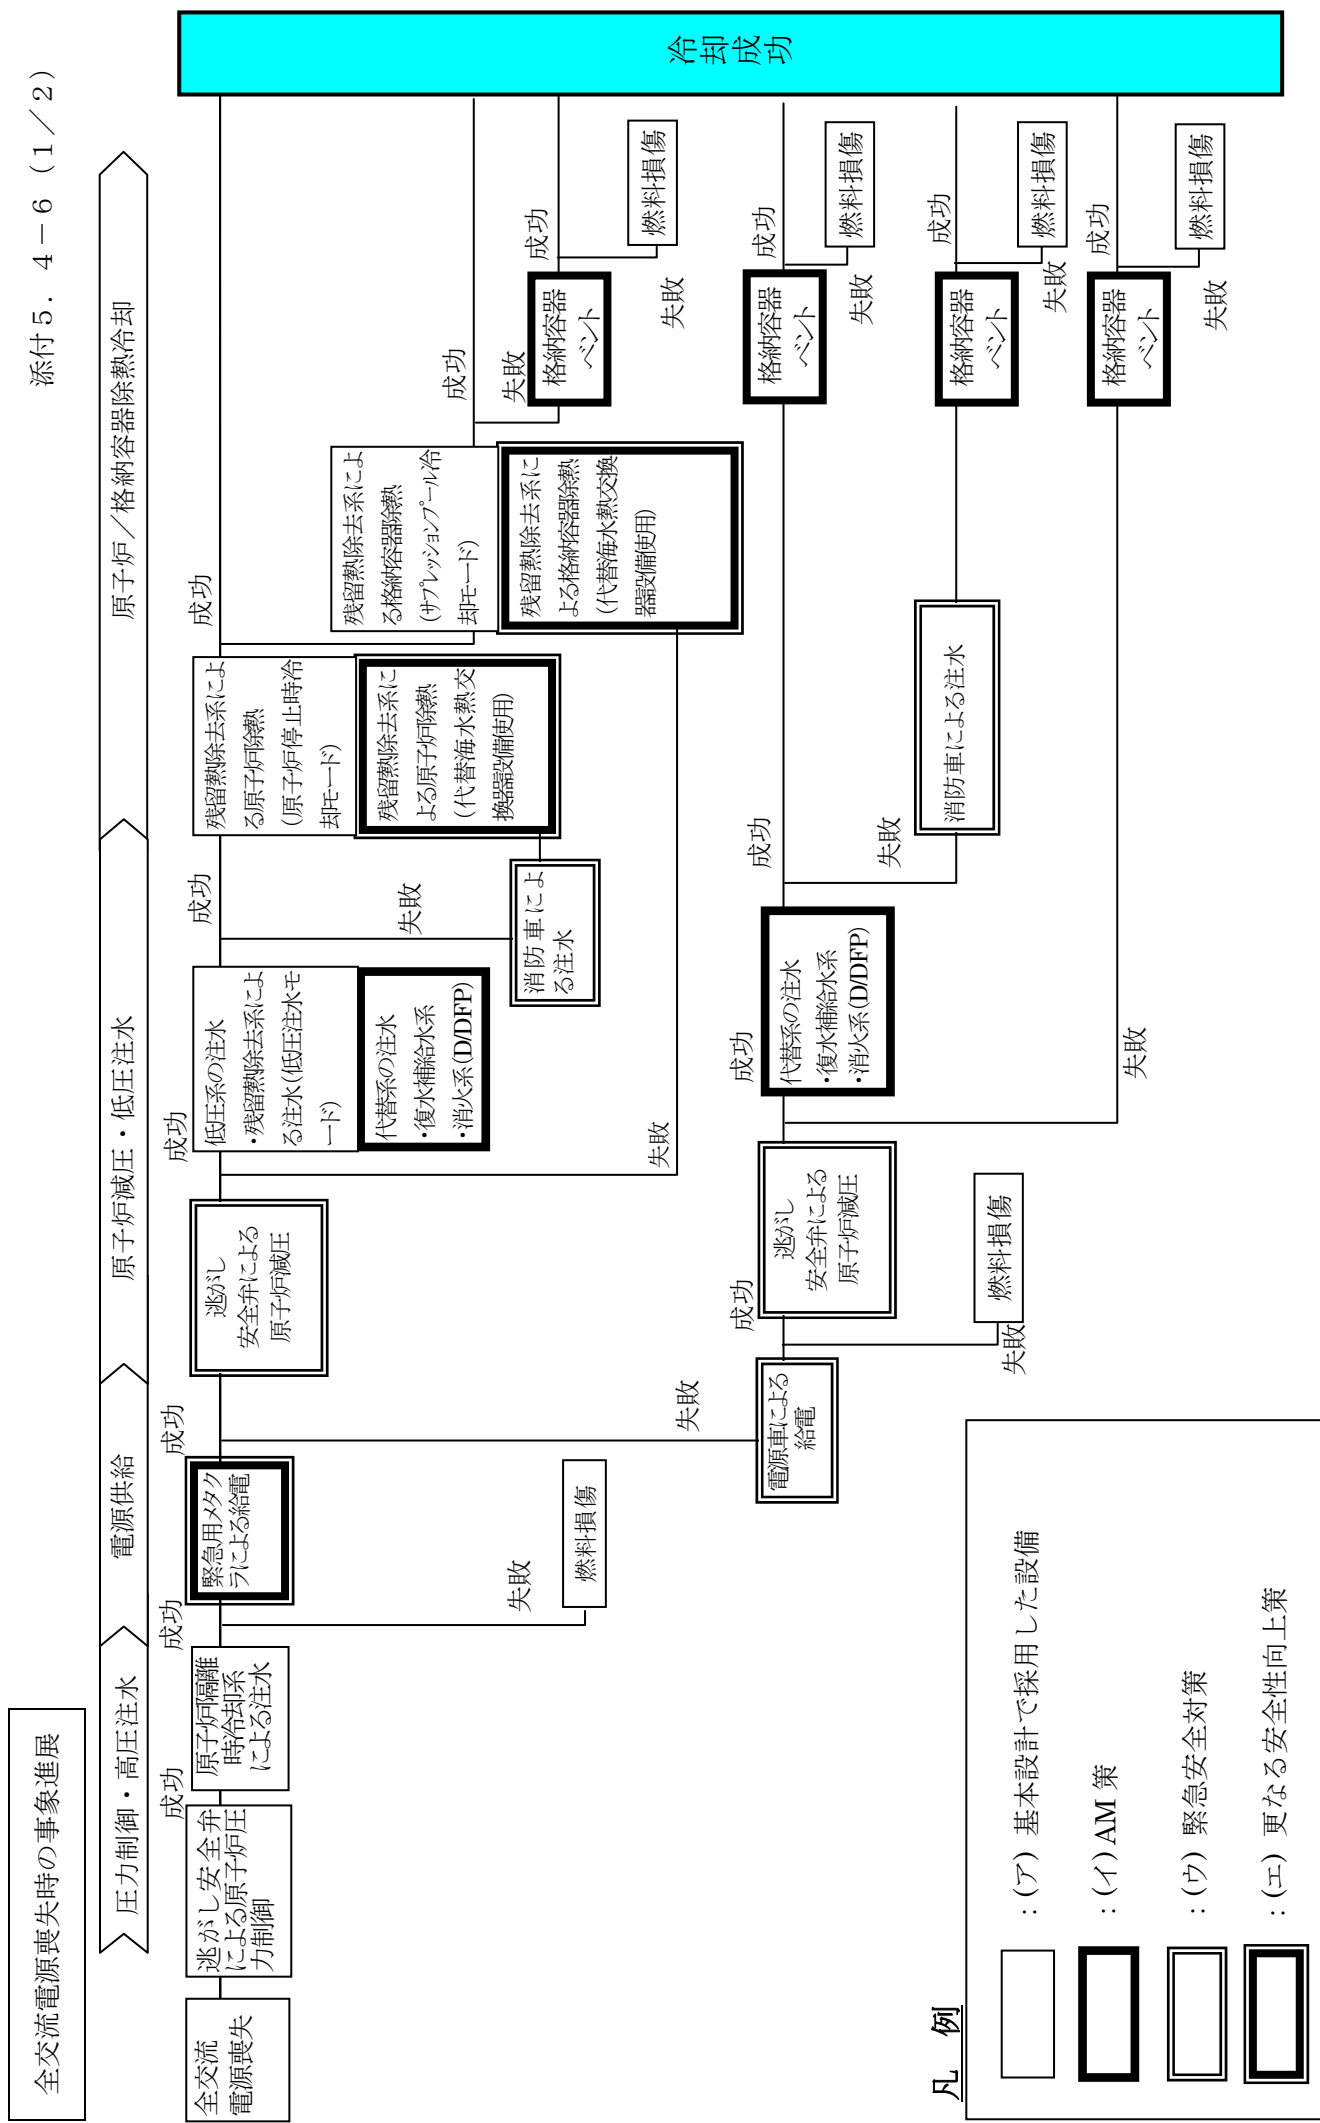 添付5.4-6(1/2)
全交流電源喪失時の事象進展
圧力制御・高圧注水
電源供給
原子炉減圧・低圧注水
原子炉/格納容器除熱冷却
全交流
電源喪失
逃がし安全弁
による原子炉圧
力制御
成功
原子炉隔離
時冷却系
による注水
成功
失敗
燃料損傷
緊急用メタク
ラによる給電
成功
失敗
逃がし
安全弁による
原子炉減圧
成功
失敗
低圧系の注水
・残留熱除去系によ
る注水(低圧注水モ
ード)
代替系の注水
・復水補給水系
・消火系(D/DFP)
成功
失敗
消防車によ
る注水
残留熱除去系によ
る原子炉除熱
(原子炉停止時冷
却モード)
残留熱除去系に
よる原子炉除熱
(代替海水熱交
換器設備使用)
成功
残留熱除去系によ
る格納容器除熱
(サプレッションプール冷
却モード)
残留熱除去系に
よる格納容器除熱
(代替海水熱交換
器設備使用)
成功
失敗
格納容器
ベント
成功
失敗
燃料損傷
電源車による
給電
成功
失敗
燃料損傷
逃がし
安全弁による
原子炉減圧
成功
失敗
代替系の注水
・復水補給水系
・消火系(D/DFP)
成功
失敗
格納容器
ベント
成功
失敗
燃料損傷
消防車による注水
格納容器
ベント
成功
失敗
燃料損傷
格納容器
ベント
成功
失敗
燃料損傷
冷却成功
凡 例
:(ア) 基本設計で採用した設備
:(イ) AM 策
:(ウ) 緊急安全対策
:(エ) 更なる安全性向上策